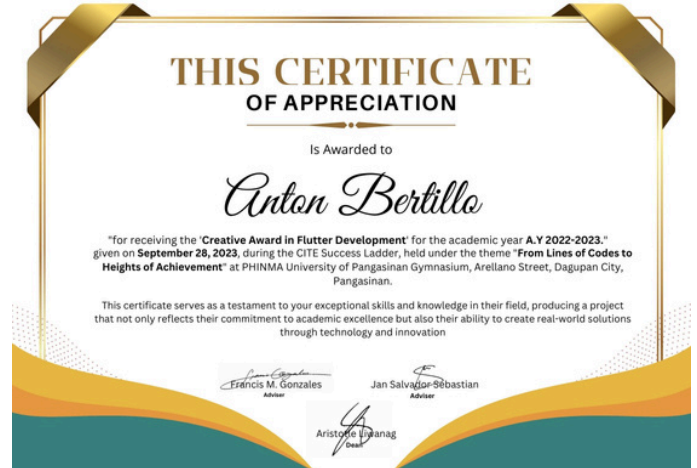 THIS CERTIFICATE
OF APPRECIATION
Is Awarded to
Anton Bertillo
"for receiving the 'Creative Award in Flutter Development' for the academic year A.Y 2022-2023."
given on September 28, 2023, during the CITE Success Ladder, held under the theme "From Lines of Codes to
Heights of Achievement" at PHINMA University of Pangasinan Gymnasium, Arellano Street, Dagupan City,
Pangasinan.
This certificate serves as a testament to your exceptional skills and knowledge in their field, producing a project
that not only reflects their commitment to academic excellence but also their ability to create real-world solutions
through technology and innovation
Francis M. Gonzales
Adviser
Jan Salvador Sebastian
Adviser
Aristotle Liwanag
Dean